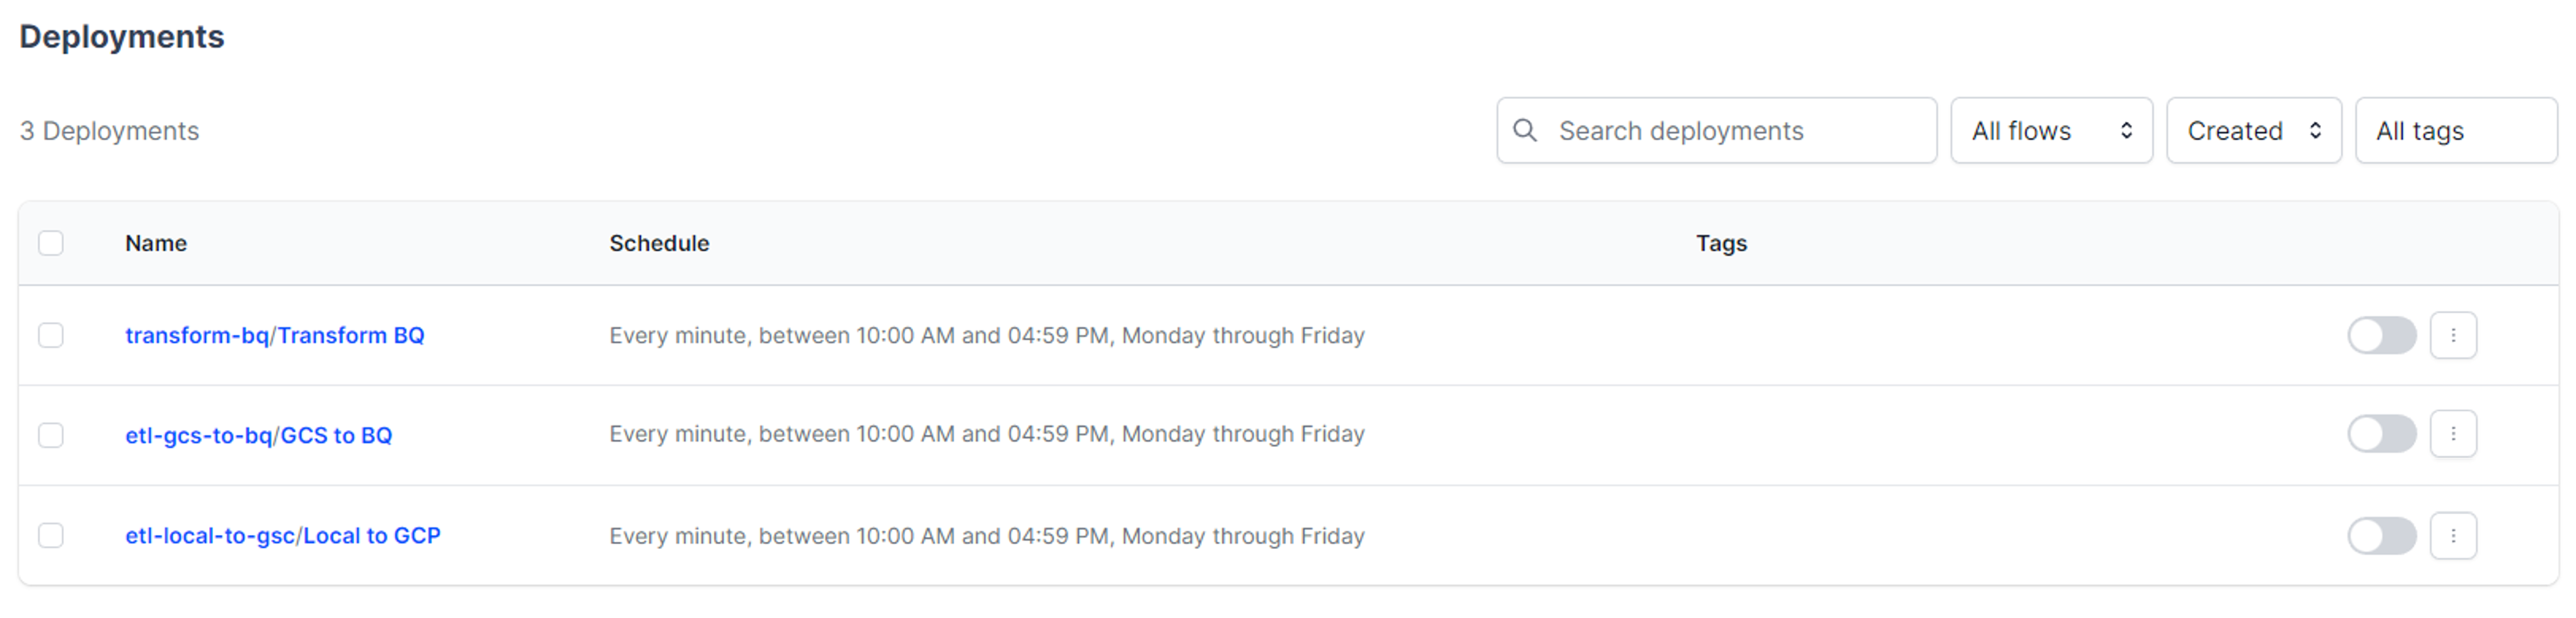 Deployments
3 Deployments
Search deployments
All flows
Created
All tags
Name Schedule Tags
transform-bq/Transform BQ Every minute, between 10:00 AM and 04:59 PM, Monday through Friday
etl-gcs-to-bq/GCS to BQ Every minute, between 10:00 AM and 04:59 PM, Monday through Friday
etl-local-to-gsc/Local to GCP Every minute, between 10:00 AM and 04:59 PM, Monday through Friday